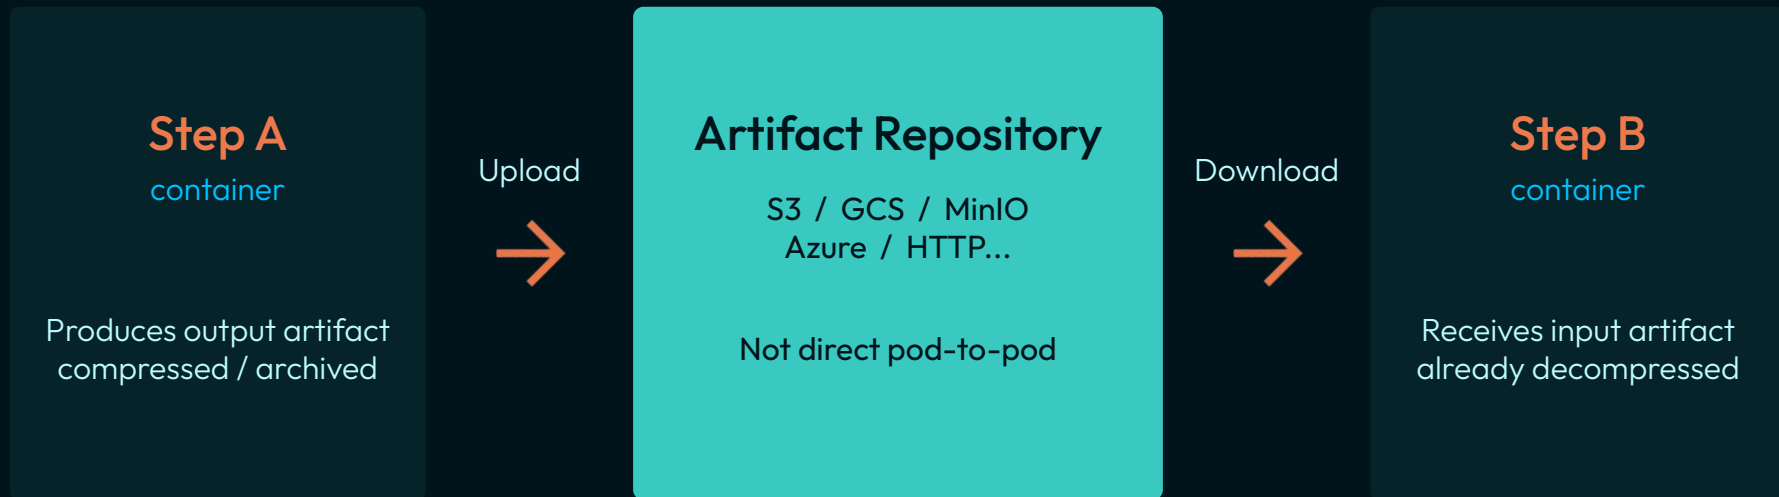 Step A
container
Produces output artifact
compressed / archived
Upload
Artifact Repository
S3 / GCS / MinIO
Azure / HTTP...
Not direct pod-to-pod
Download
Step B
container
Receives input artifact
already decompressed